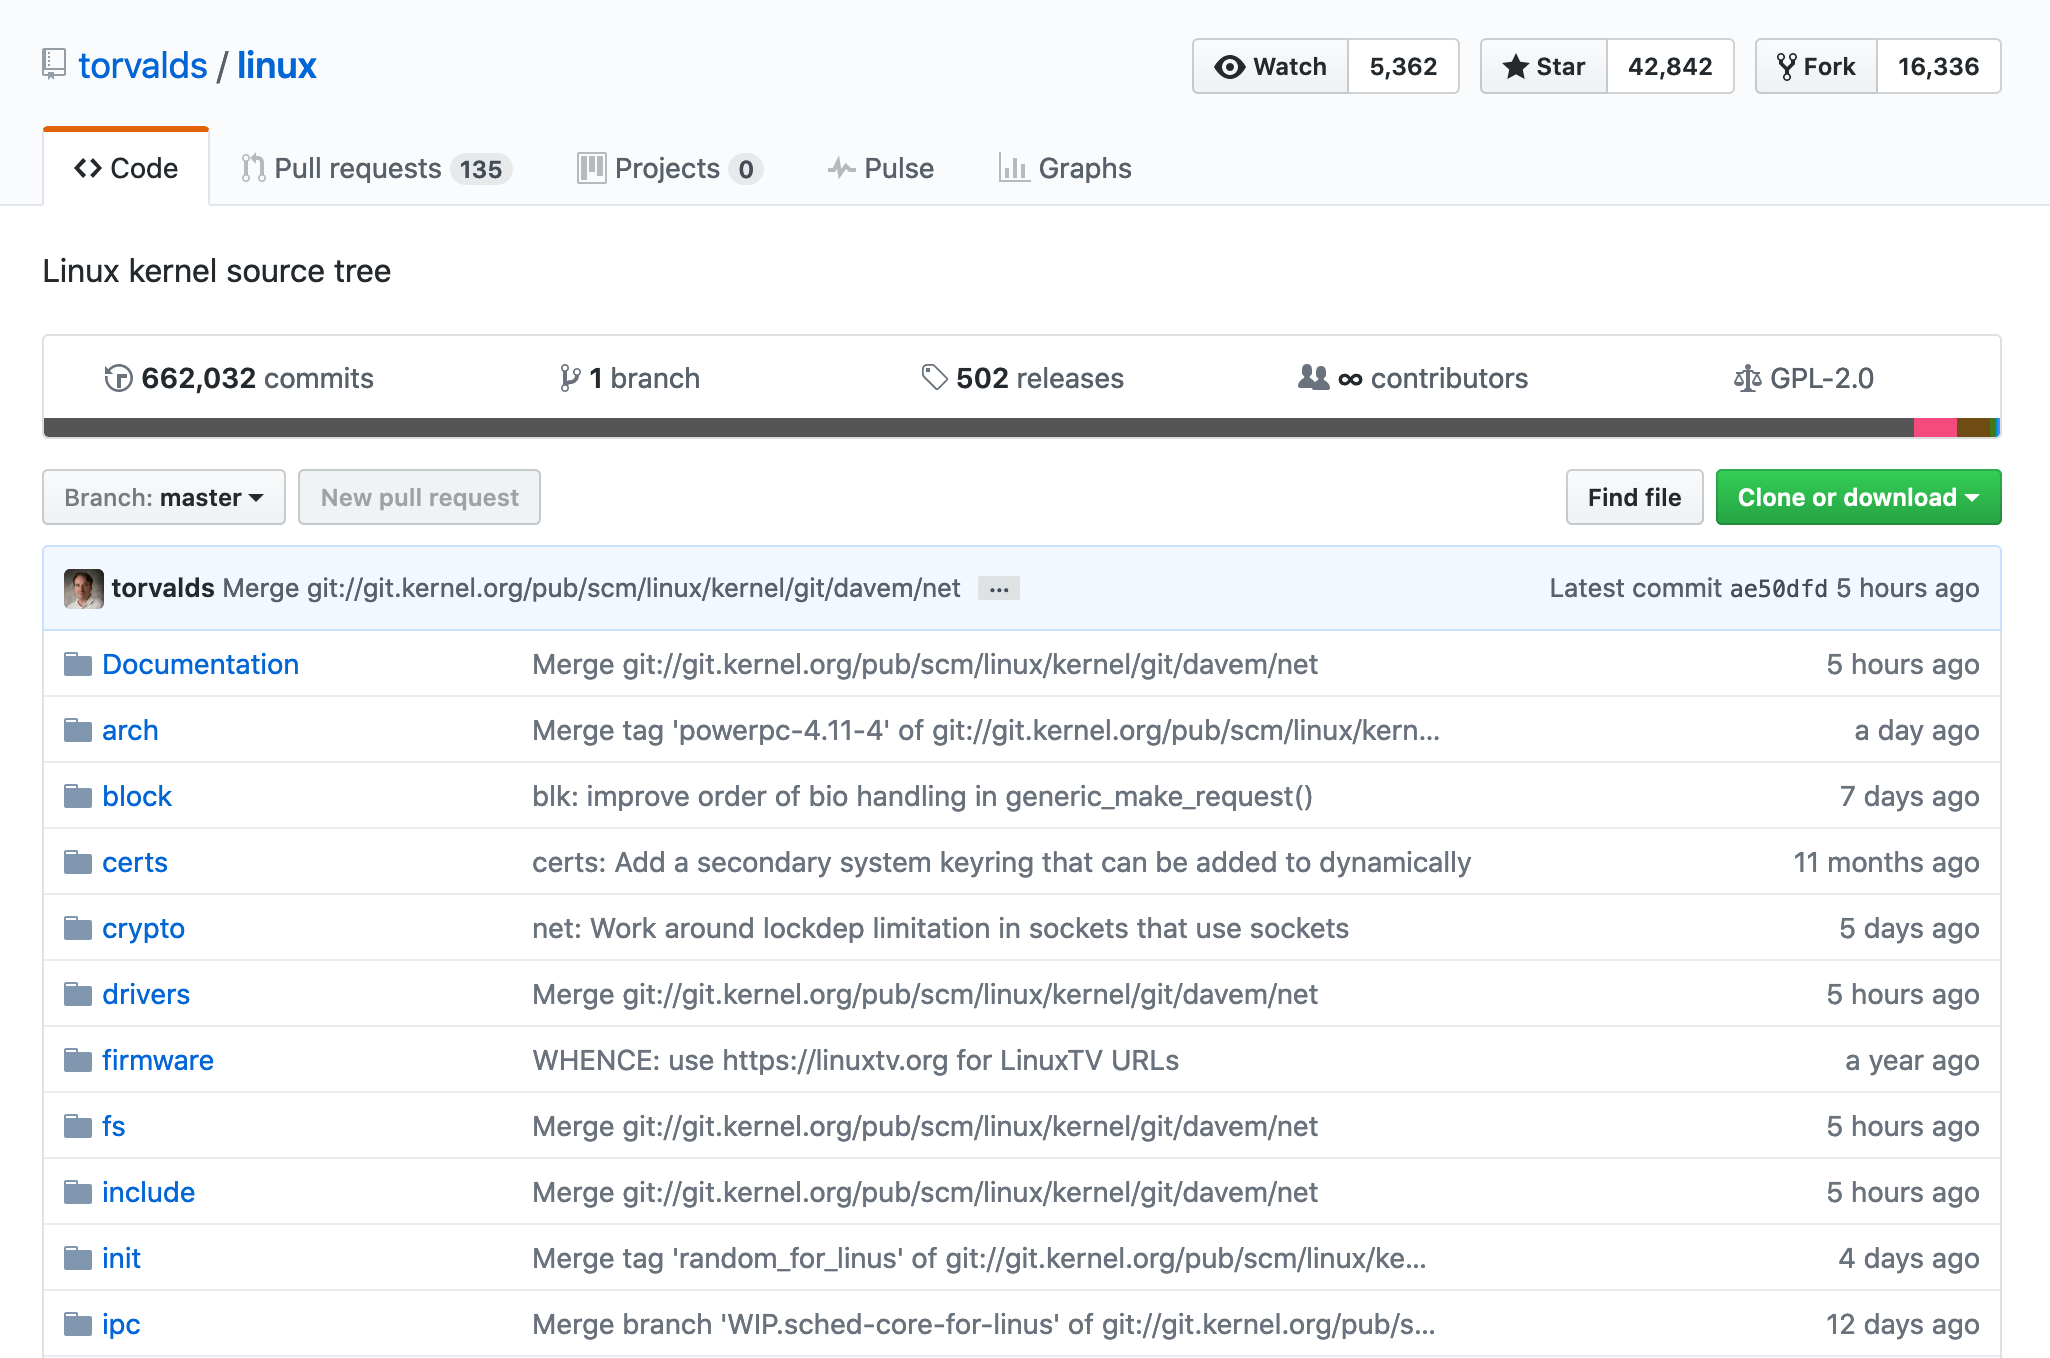 torvalds / linux
Watch 5,362 Star 42,842 Fork 16,336
Code Pull requests 135 Projects 0 Pulse Graphs
Linux kernel source tree
662,032 commits 1 branch 502 releases ∞ contributors GPL-2.0
Branch: master New pull request Find file Clone or download
torvalds Merge git://git.kernel.org/pub/scm/linux/kernel/git/davem/net … Latest commit ae50dfd 5 hours ago
Documentation Merge git://git.kernel.org/pub/scm/linux/kernel/git/davem/net 5 hours ago
arch Merge tag 'powerpc-4.11-4' of git://git.kernel.org/pub/scm/linux/kern... a day ago
block blk: improve order of bio handling in generic_make_request() 7 days ago
certs certs: Add a secondary system keyring that can be added to dynamically 11 months ago
crypto net: Work around lockdep limitation in sockets that use sockets 5 days ago
drivers Merge git://git.kernel.org/pub/scm/linux/kernel/git/davem/net 5 hours ago
firmware WHENCE: use https://linuxtv.org for LinuxTV URLs a year ago
fs Merge git://git.kernel.org/pub/scm/linux/kernel/git/davem/net 5 hours ago
include Merge git://git.kernel.org/pub/scm/linux/kernel/git/davem/net 5 hours ago
init Merge tag 'random_for_linus' of git://git.kernel.org/pub/scm/linux/ke... 4 days ago
ipc Merge branch 'WIP.sched-core-for-linus' of git://git.kernel.org/pub/s... 12 days ago